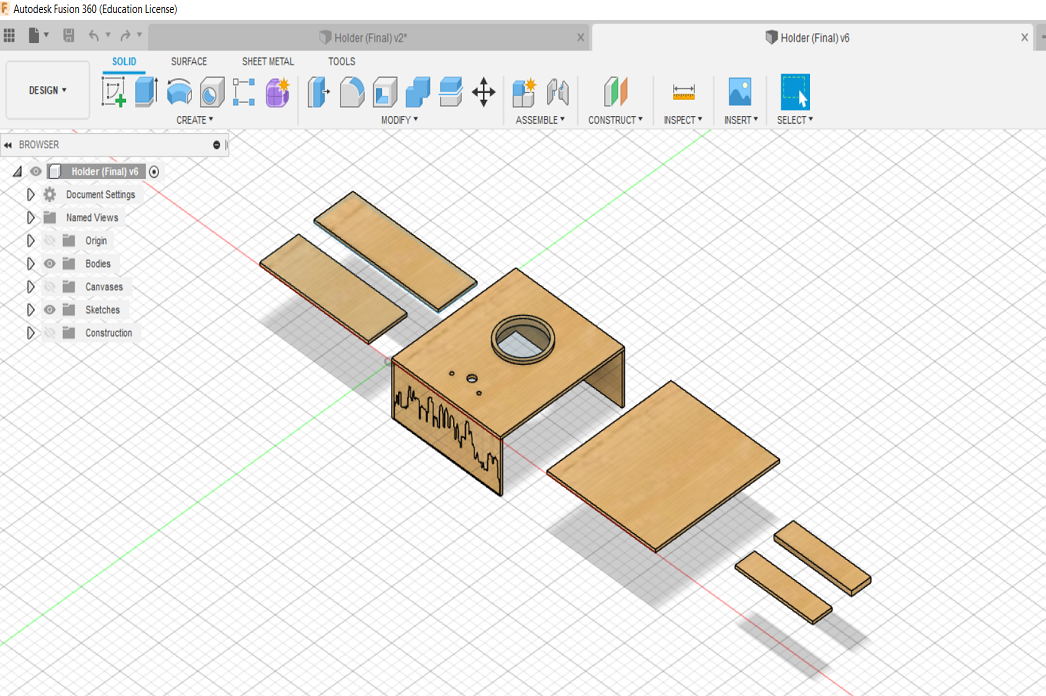 Autodesk Fusion 360 (Education License)
Holder (Final) v2*
Holder (Final) v6
SOLID SURFACE SHEET METAL TOOLS
DESIGN
CREATE MODIFY ASSEMBLE CONSTRUCT INSPECT INSERT SELECT
BROWSER
Holder (Final) v6
Document Settings
Named Views
Origin
Bodies
Canvases
Sketches
Construction